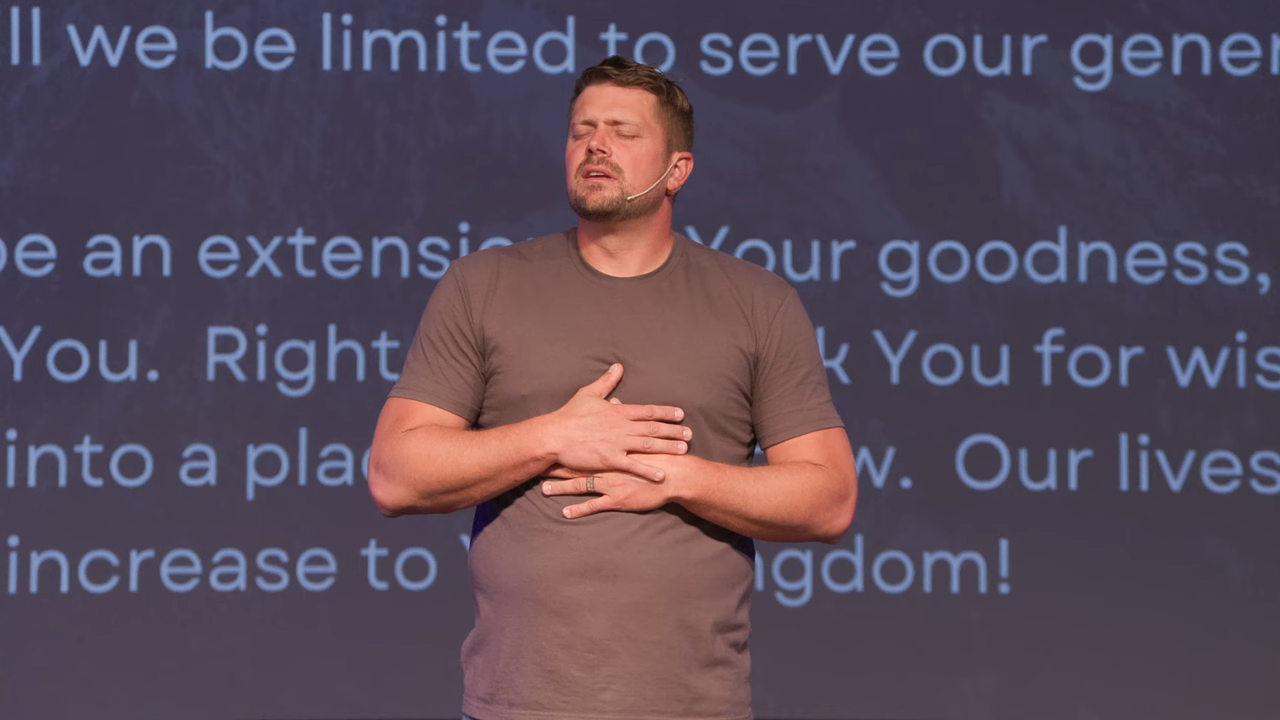 ll we be limited to serve our gener
be an extensi Your goodness,
You. Right k You for wis
into a plac w. Our lives
increase to ngdom!